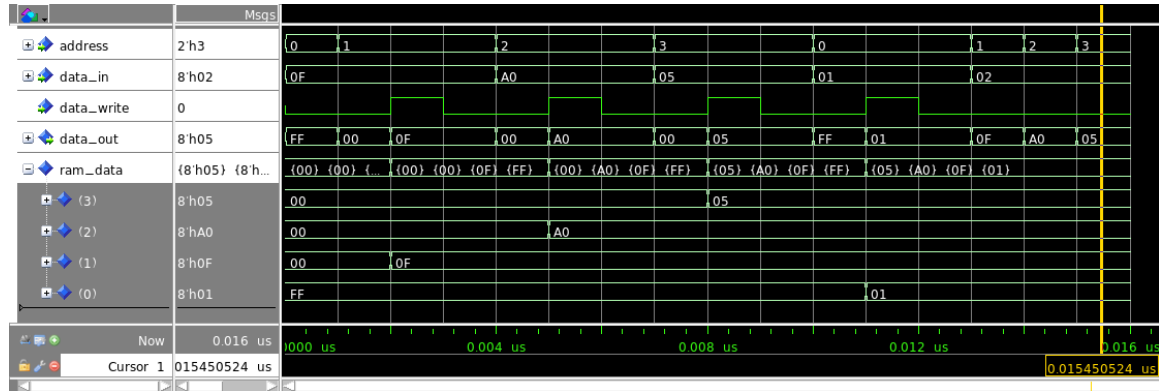 Msgs
address 2'h3 0 1 2 3 0 1 2 3
data_in 8'h02 0F A0 05 01 02
data_write 0
data_out 8'h05 FF 00 0F 00 A0 00 05 FF 01 0F A0 05
ram_data {8'h05} {8'h... {00} {00} {... {00} {00} {0F} {FF} {00} {A0} {0F} {FF} {05} {A0} {0F} {FF} {05} {A0} {0F} {01}
(3) 8'h05 00 05
(2) 8'hA0 00 A0
(1) 8'h0F 00 0F
(0) 8'h01 FF 01
Now 0.016 us 000 us 0.004 us 0.008 us 0.012 us 0.016 us
Cursor 1 015450524 us 0.015450524 us